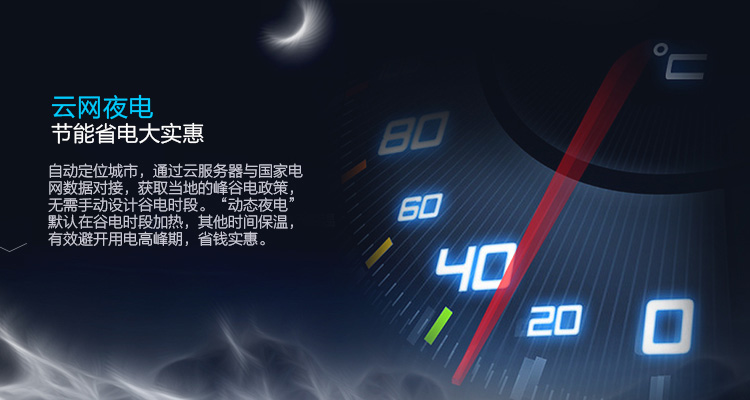 云网夜电
节能省电大实惠
自动定位城市，通过云服务器与国家电
网数据对接，获取当地的峰谷电政策，
无需手动设计谷电时段。“动态夜电”
默认在谷电时段加热，其他时间保温，
有效避开用电高峰期，省钱实惠。
°C
80
60
40
20
0